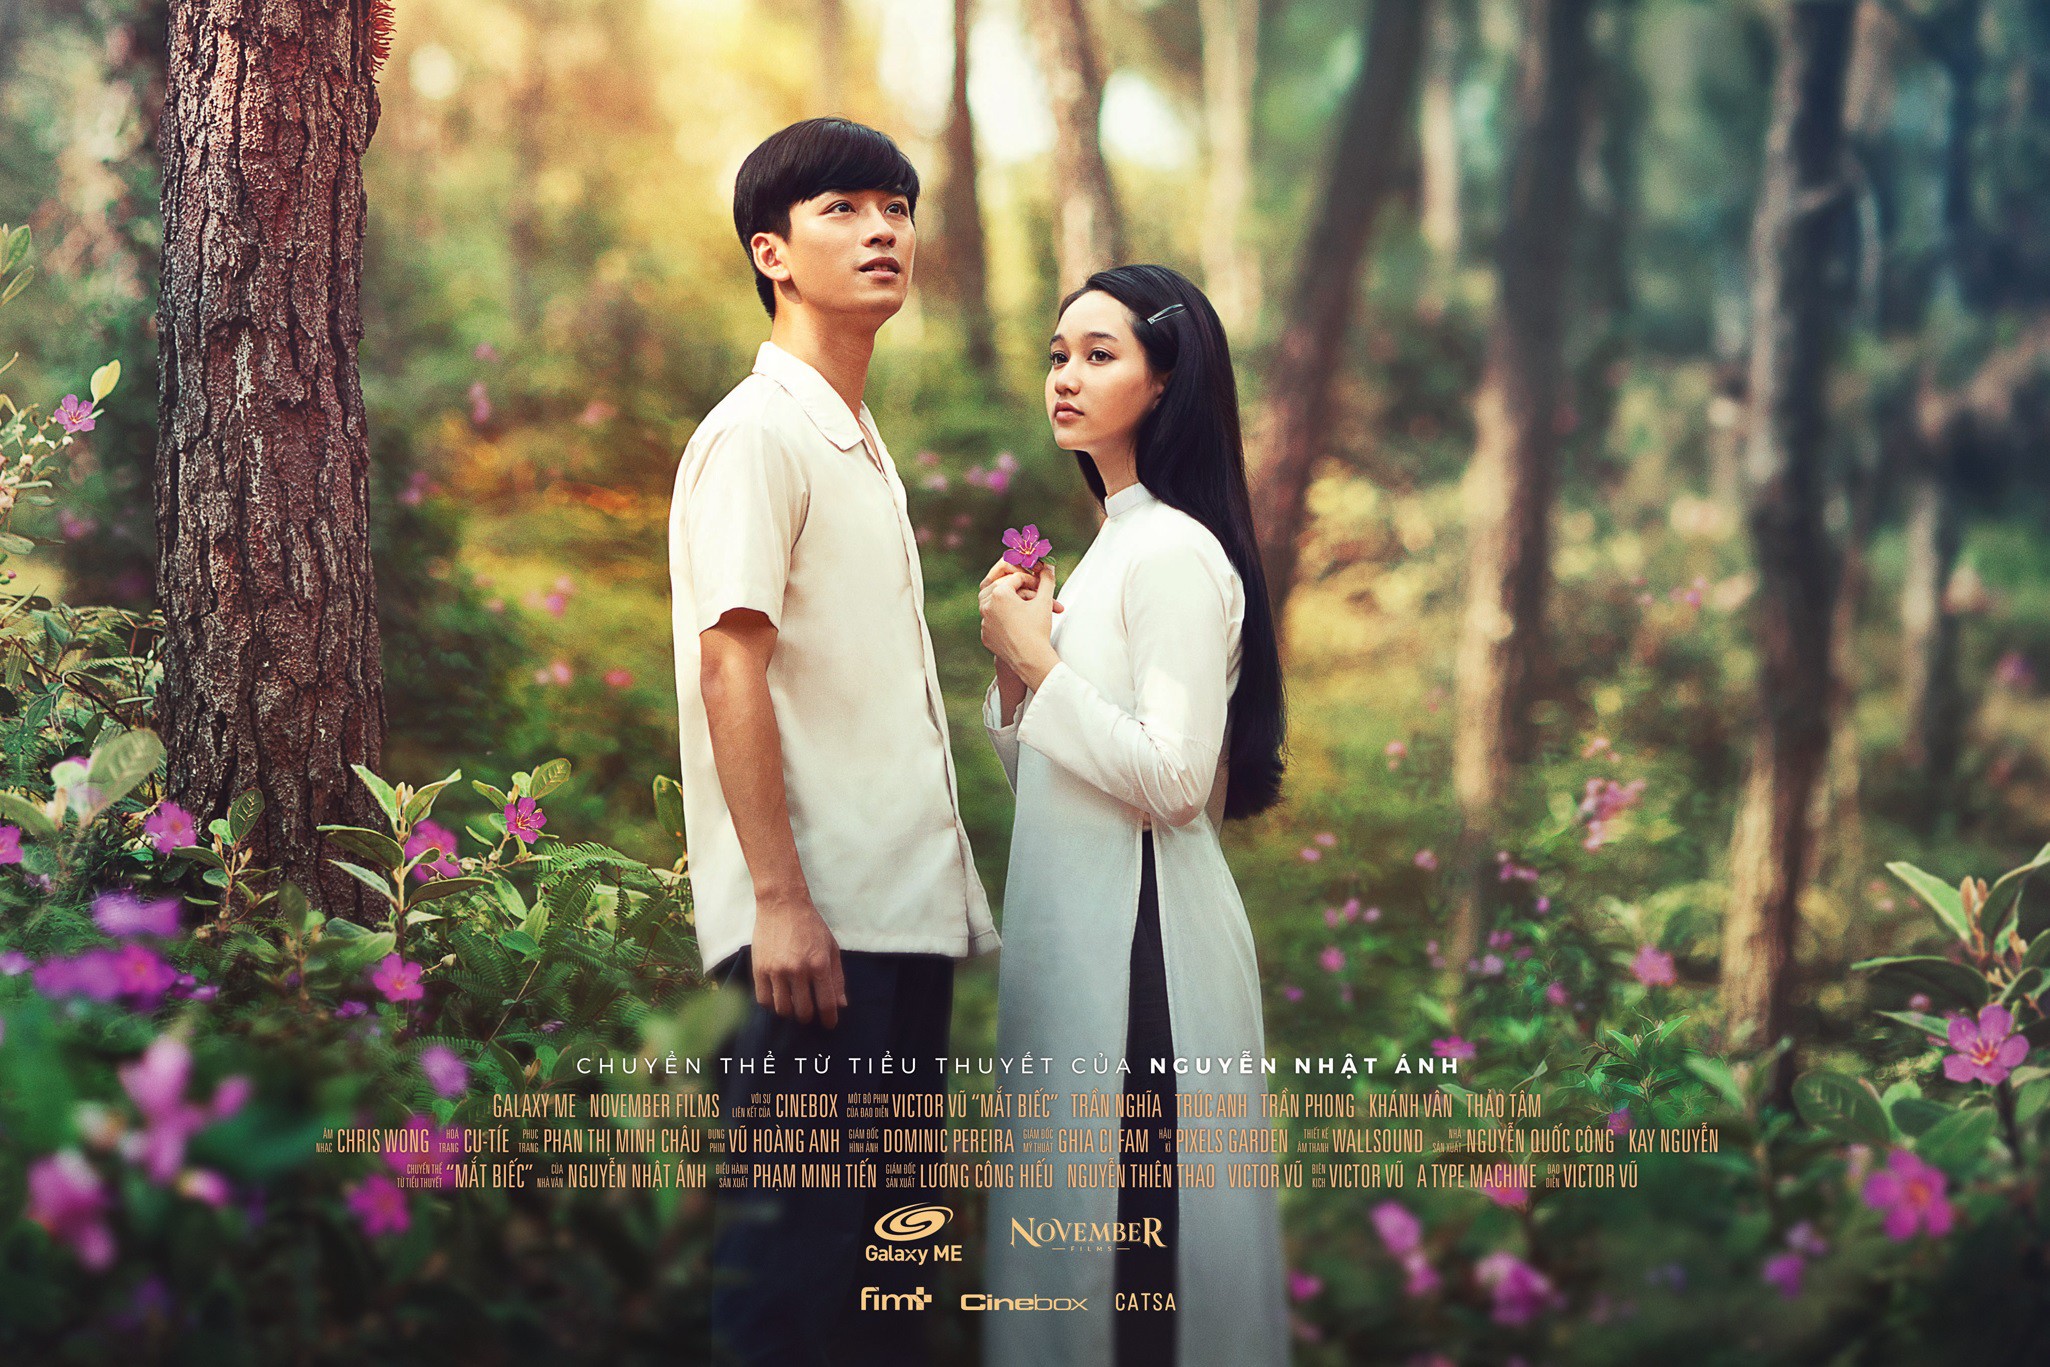 CHUYỂN THỂ TỪ TIỂU THUYẾT CỦA NGUYỄN NHẬT ÁNH
GALAXY ME NOVEMBER FILMS VỚI SỰ LIÊN KẾT CỦA CINEBOX MỘT BỘ PHIM CỦA ĐẠO DIỄN VICTOR VŨ “MẮT BIẾC” TRẦN NGHĨA TRÚC ANH TRẦN PHONG KHÁNH VÂN THẢO TÂM
ÂM NHẠC CHRIS WONG HOÁ TRANG CU-TÍE PHỤC TRANG PHAN THỊ MINH CHÂU DỰNG PHIM VŨ HOÀNG ANH GIÁM ĐỐC HÌNH ẢNH DOMINIC PEREIRA GIÁM ĐỐC MỸ THUẬT GHIA CI FAM HẬU KÌ PIXELS GARDEN THIẾT KẾ ÂM THANH WALLSOUND NHÀ SẢN XUẤT NGUYỄN QUỐC CÔNG KAY NGUYỄN
CHUYỂN THỂ TỪ TIỂU THUYẾT “MẮT BIẾC” CỦA NHÀ VĂN NGUYỄN NHẬT ÁNH ĐIỀU HÀNH SẢN XUẤT PHẠM MINH TIẾN GIÁM ĐỐC SẢN XUẤT LƯƠNG CÔNG HIẾU NGUYỄN THIÊN THAO VICTOR VŨ BIÊN KỊCH VICTOR VŨ A TYPE MACHINE ĐẠO DIỄN VICTOR VŨ
Galaxy ME NOVEMBER FILMS
fim+ Cinebox CATSA